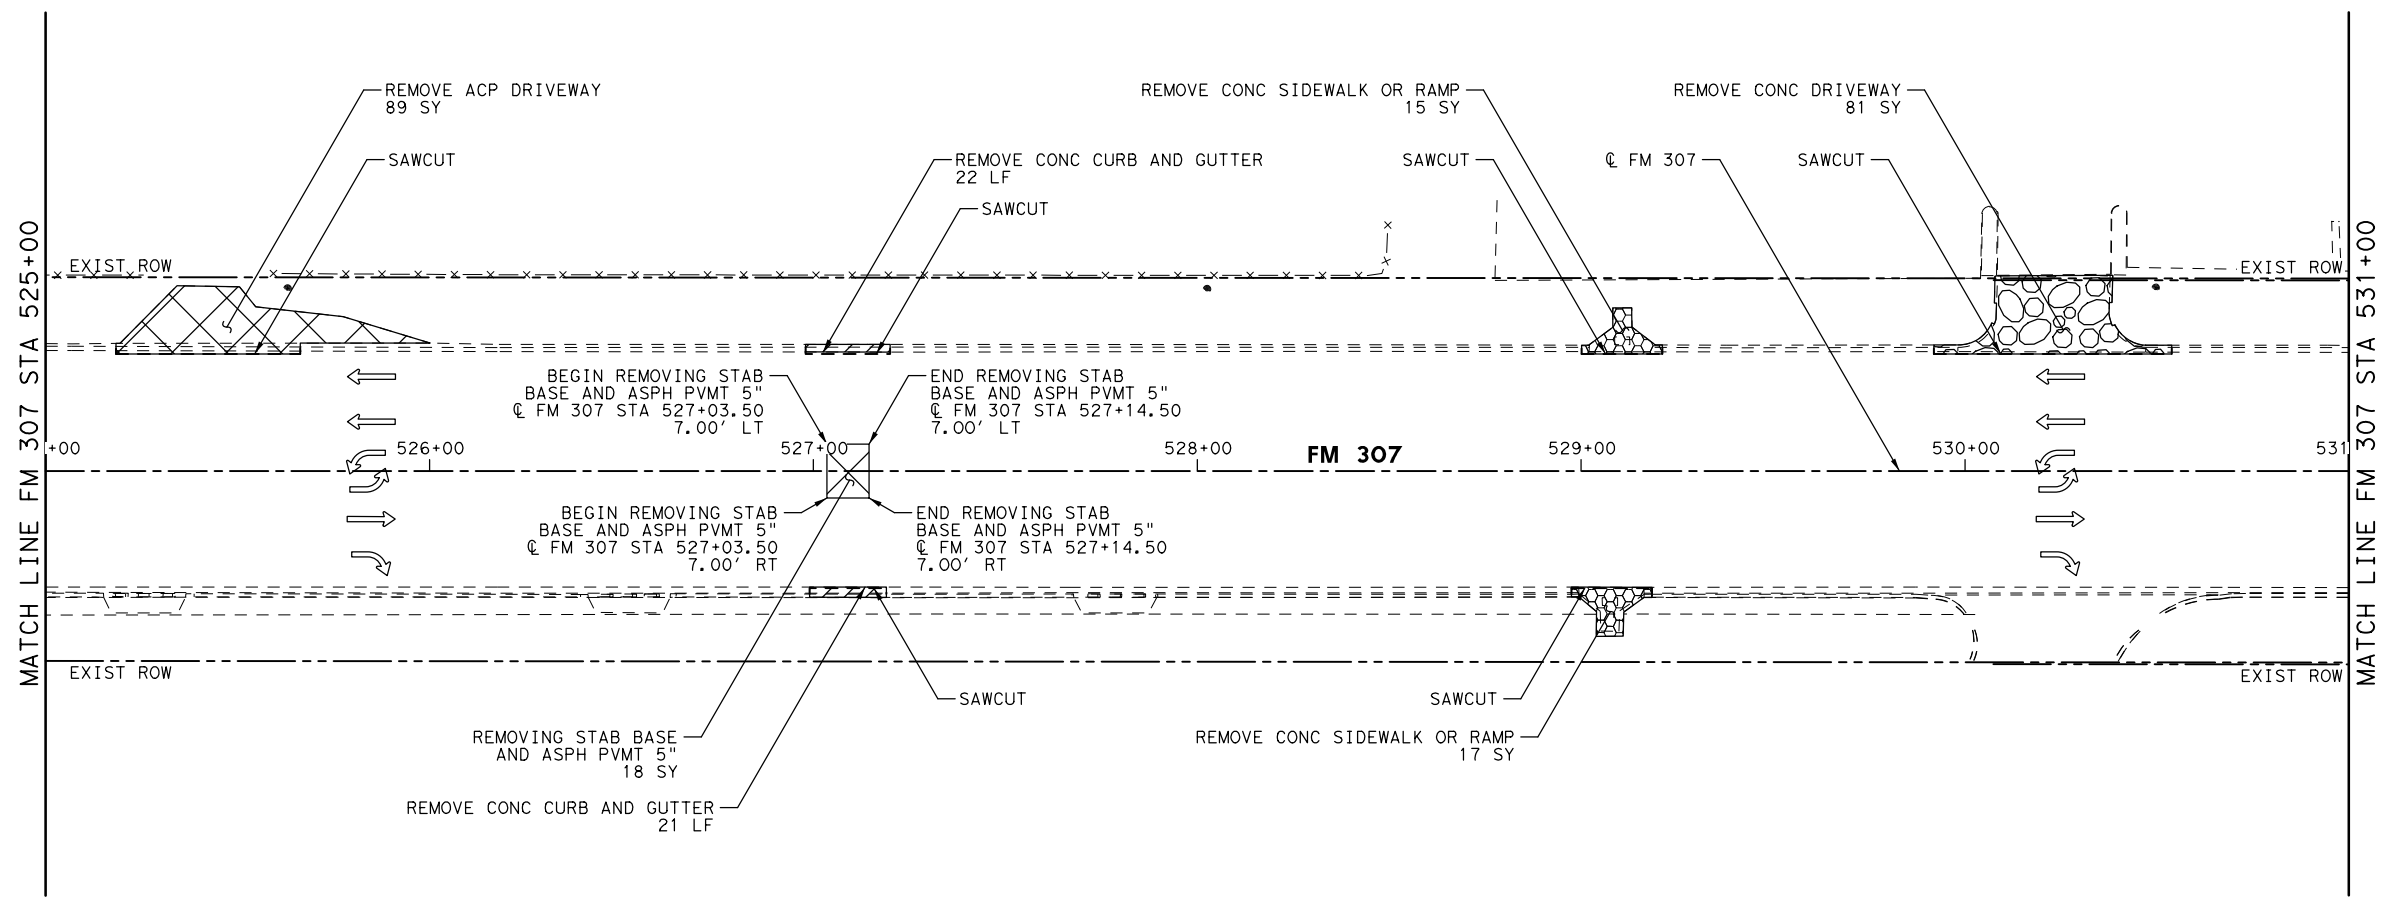 REMOVE ACP DRIVEWAY
89 SY
SAWCUT
REMOVE CONC CURB AND GUTTER
22 LF
SAWCUT
REMOVE CONC SIDEWALK OR RAMP
15 SY
SAWCUT
℄ FM 307
REMOVE CONC DRIVEWAY
81 SY
SAWCUT
MATCH LINE FM 307 STA 525+00
EXIST ROW
EXIST ROW
MATCH LINE FM 307 STA 531+00
BEGIN REMOVING STAB
BASE AND ASPH PVMT 5"
℄ FM 307 STA 527+03.50
7.00' LT
END REMOVING STAB
BASE AND ASPH PVMT 5"
℄ FM 307 STA 527+14.50
7.00' LT
+00
526+00
527+00
528+00
FM 307
529+00
530+00
531
BEGIN REMOVING STAB
BASE AND ASPH PVMT 5"
℄ FM 307 STA 527+03.50
7.00' RT
END REMOVING STAB
BASE AND ASPH PVMT 5"
℄ FM 307 STA 527+14.50
7.00' RT
EXIST ROW
EXIST ROW
SAWCUT
SAWCUT
REMOVING STAB BASE
AND ASPH PVMT 5"
18 SY
REMOVE CONC SIDEWALK OR RAMP
17 SY
REMOVE CONC CURB AND GUTTER
21 LF